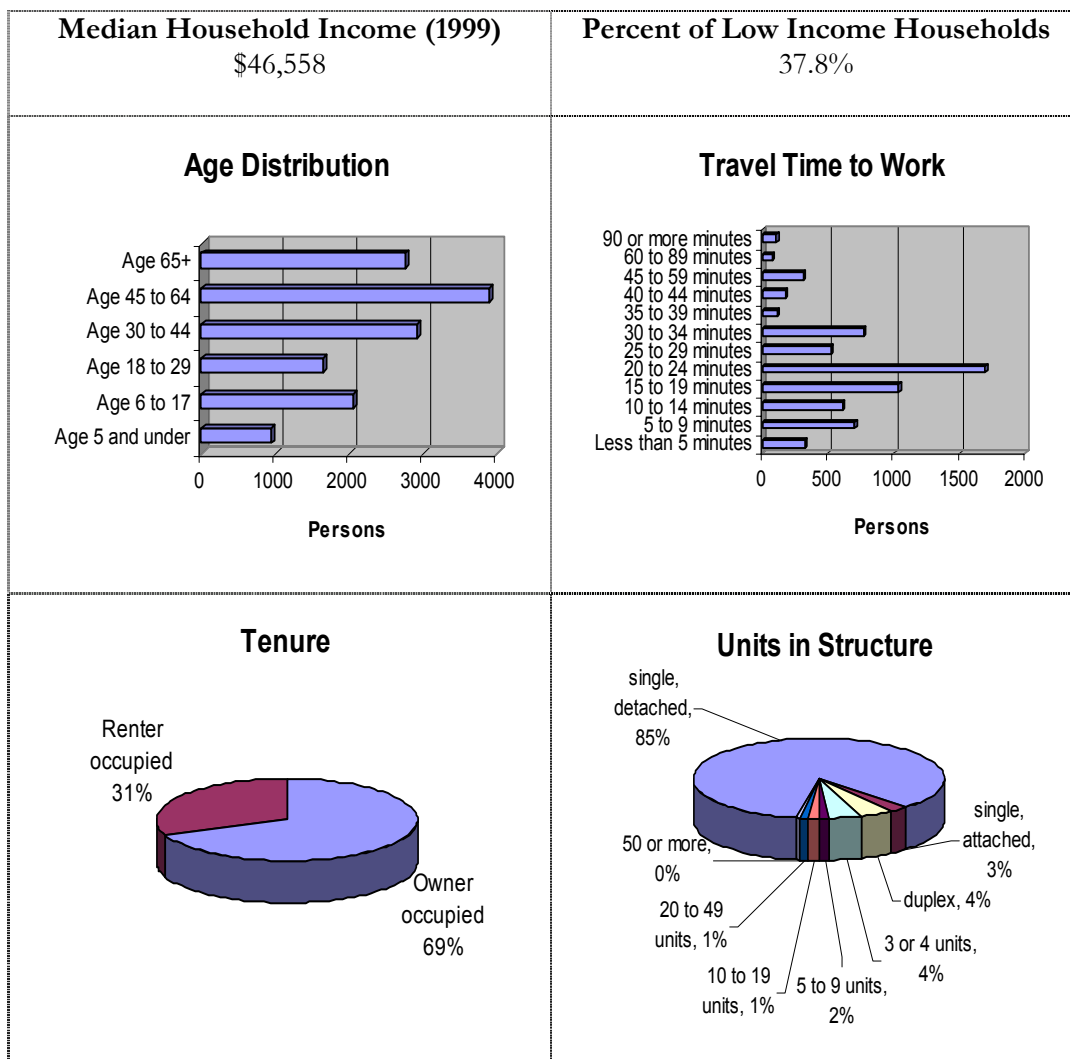 Median Household Income (1999)
$46,558
Percent of Low Income Households
37.8%
Age Distribution
Age 65+
Age 45 to 64
Age 30 to 44
Age 18 to 29
Age 6 to 17
Age 5 and under
0 1000 2000 3000 4000
Persons
Travel Time to Work
90 or more minutes
60 to 89 minutes
45 to 59 minutes
40 to 44 minutes
35 to 39 minutes
30 to 34 minutes
25 to 29 minutes
20 to 24 minutes
15 to 19 minutes
10 to 14 minutes
5 to 9 minutes
Less than 5 minutes
0 500 1000 1500 2000
Persons
Tenure
Renter
occupied
31%
Owner
occupied
69%
Units in Structure
single,
detached,
85%
single,
attached,
3%
duplex, 4%
3 or 4 units,
4%
5 to 9 units,
2%
10 to 19
units, 1%
20 to 49
units, 1%
50 or more,
0%